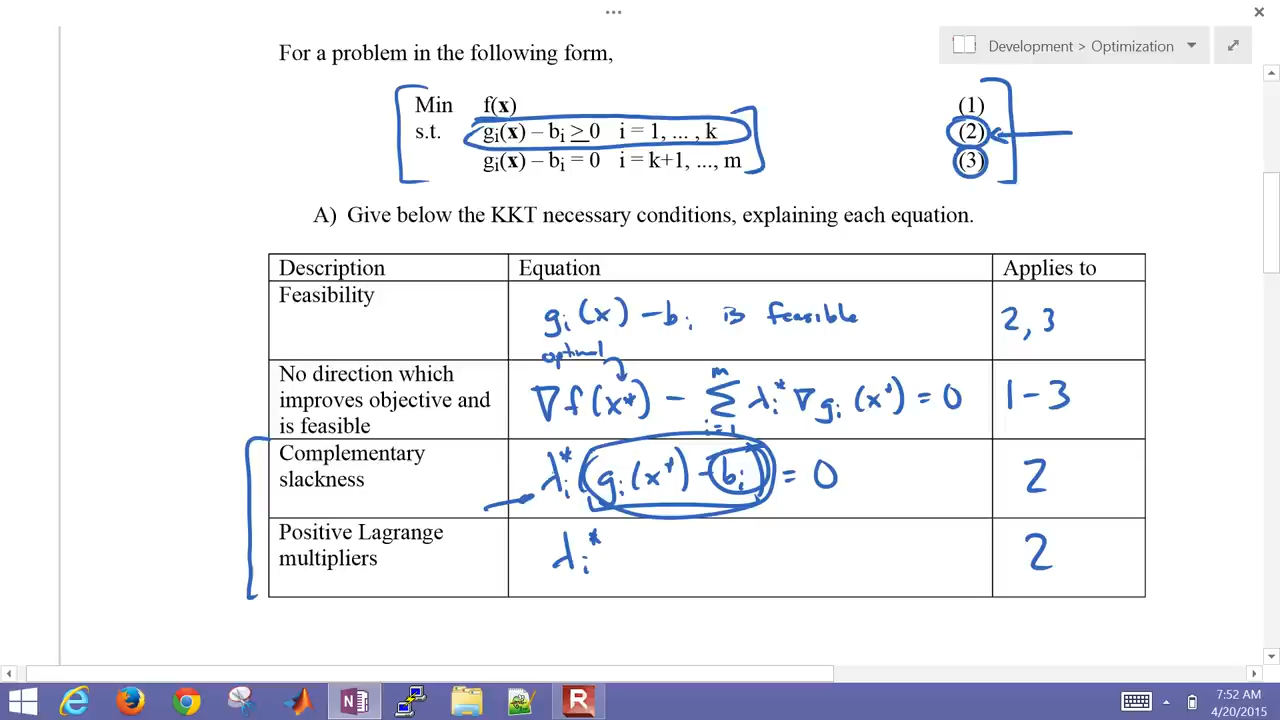 Development > Optimization
For a problem in the following form,
Min f(x) (1)
s.t. gi(x) – bi ≥ 0 i = 1, ... , k (2)
gi(x) – bi = 0 i = k+1, ..., m (3)
A) Give below the KKT necessary conditions, explaining each equation.
Description Equation Applies to
Feasibility gi(x) - bi is feasible 2, 3
optimal
No direction which
improves objective and
is feasible
∇f(x*) - Σ i=1 m λi* ∇gi(x*) = 0 1-3
Complementary
slackness
λi*(gi(x*) - bi) = 0 2
Positive Lagrange
multipliers
λi* 2
7:52 AM
4/20/2015